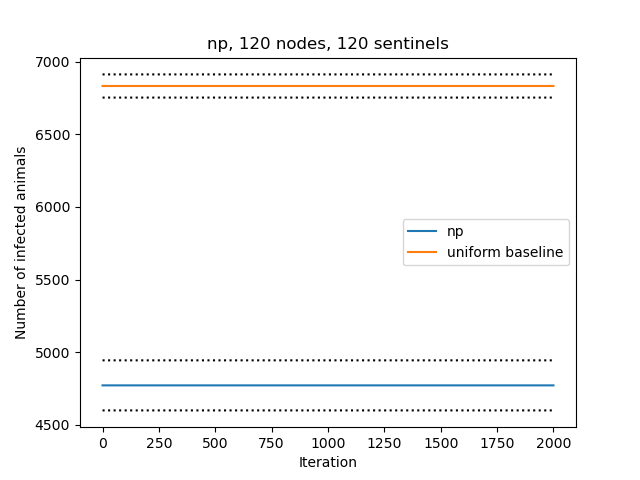 np, 120 nodes, 120 sentinels
7000
6500
6000
5500
5000
4500
Number of infected animals
np
uniform baseline
0 250 500 750 1000 1250 1500 1750 2000
Iteration